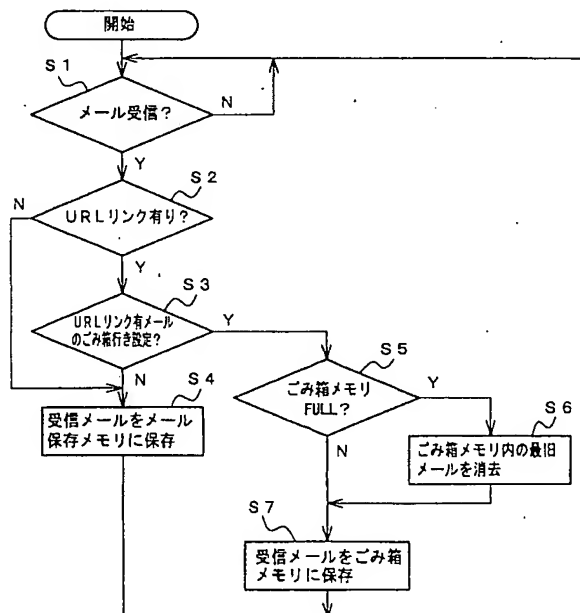 開始
S1
メール受信?
N
Y
S2
N
URLリンク有り?
Y
S3
URLリンク有メール
のごみ箱行き設定?
Y
N
S4
受信メールをメール
保存メモリに保存
S5
ごみ箱メモリ
FULL?
Y
N
S6
ごみ箱メモリ内の最旧
メールを消去
S7
受信メールをごみ箱
メモリに保存